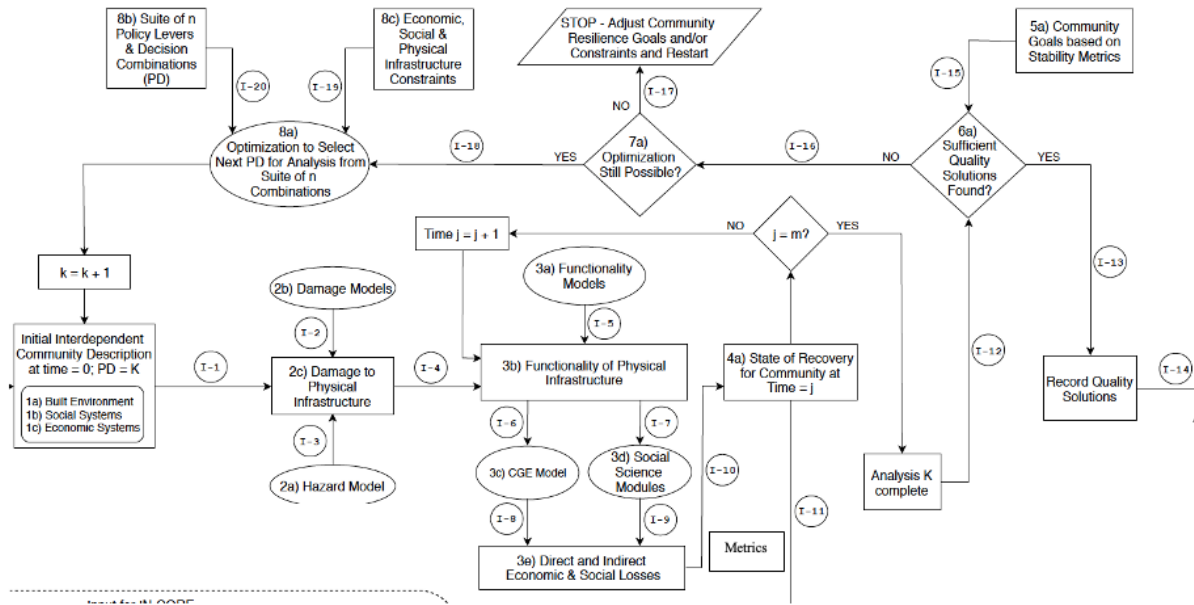 8b) Suite of n
Policy Levers
& Decision
Combinations
(PD)
8c) Economic,
Social &
Physical
Infrastructure
Constraints
STOP - Adjust Community
Resilience Goals and/or
Constraints and Restart
5a) Community
Goals based on
Stability Metrics
I-20
I-19
I-17
I-15
NO
8a)
Optimization to Select
Next PD for Analysis from
Suite of n
Combinations
I-18
YES
7a)
Optimization
Still Possible?
I-16
NO
6a)
Sufficient
Quality
Solutions
Found?
YES
Time j = j + 1
NO
j = m?
YES
k = k + 1
2b) Damage Models
3a) Functionality
Models
I-13
I-2
I-5
I-12
Initial Interdependent
Community Description
at time = 0; PD = K
1a) Built Environment
1b) Social Systems
1c) Economic Systems
I-1
2c) Damage to
Physical
Infrastructure
I-4
3b) Functionality of Physical
Infrastructure
4a) State of Recovery
for Community at
Time = j
Record Quality
Solutions
I-14
I-3
I-6
I-7
2a) Hazard Model
3c) CGE Model
3d) Social
Science
Modules
I-10
I-11
Analysis K
complete
I-8
I-9
3e) Direct and Indirect
Economic & Social Losses
Metrics